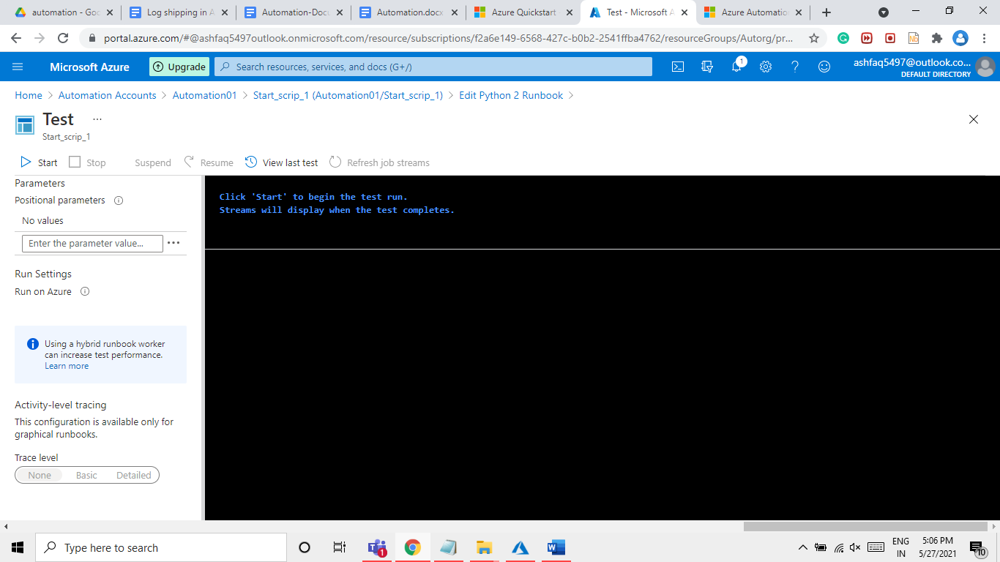 automation - Goo
Log shipping in A
Automation-Docu
Automation.docx
Azure Quickstart
Test - Microsoft A
Azure Automatio
portal.azure.com/#@ashfaq5497outlook.onmicrosoft.com/resource/subscriptions/f2a6e149-6568-427c-b0b2-2541ffba4762/resourceGroups/Autorg/pr...
Nb
Microsoft Azure
Upgrade
Search resources, services, and docs (G+/)
1
ashfaq5497@outlook.co...
DEFAULT DIRECTORY
Home > Automation Accounts > Automation01 > Start_scrip_1 (Automation01/Start_scrip_1) > Edit Python 2 Runbook >
Test ...
Start_scrip_1
Start
Stop
Suspend
Resume
View last test
Refresh job streams
Parameters
Positional parameters
No values
Enter the parameter value...
Run Settings
Run on Azure
Using a hybrid runbook worker
can increase test performance.
Learn more
Activity-level tracing
This configuration is available only for
graphical runbooks.
Trace level
None Basic Detailed
Click 'Start' to begin the test run.
Streams will display when the test completes.
Type here to search
1
ENG
IN
5:06 PM
5/27/2021
10